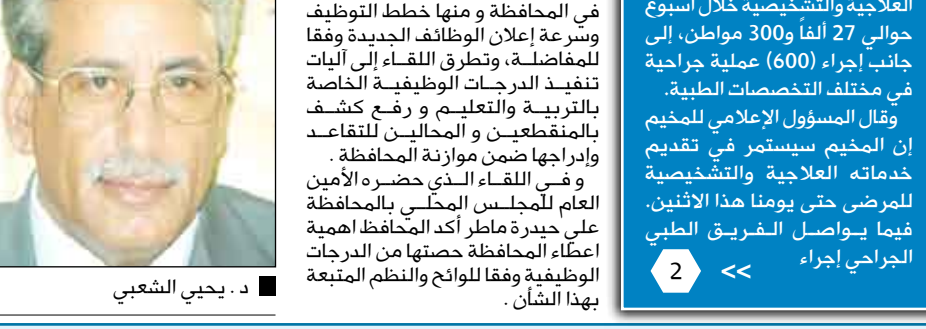 العلاجية والتشخيصية خلال أسبوع
حوالي 27 ألفاً و300 مواطن، إلى
جانب إجراء (600) عملية جراحية
في مختلف التخصصات الطبية.
وقال المسؤول الإعلامي للمخيم
إن المخيم سيستمر في تقديم
خدماته العلاجية والتشخيصية
للمرضى حتى يومنا هذا الاثنين.
فيما يواصل الفريق الطبي
الجراحي إجراء
>> 2
في المحافظة و منها خطط التوظيف
وسرعة إعلان الوظائف الجديدة وفقا
للمفاضلة، وتطرق اللقاء إلى آليات
تنفيذ الدرجات الوظيفية الخاصة
بالتربية والتعليم و رفع كشف
بالمنقطعين و المحالين للتقاعد
وإدراجها ضمن موازنة المحافظة .
و في اللقاء الذي حضره الأمين
العام للمجلس المحلي بالمحافظة
علي حيدرة ماطر أكد المحافظ اهمية
اعطاء المحافظة حصتها من الدرجات
الوظيفية وفقا للوائح والنظم المتبعة
بهذا الشأن .
د . يحيي الشعبي